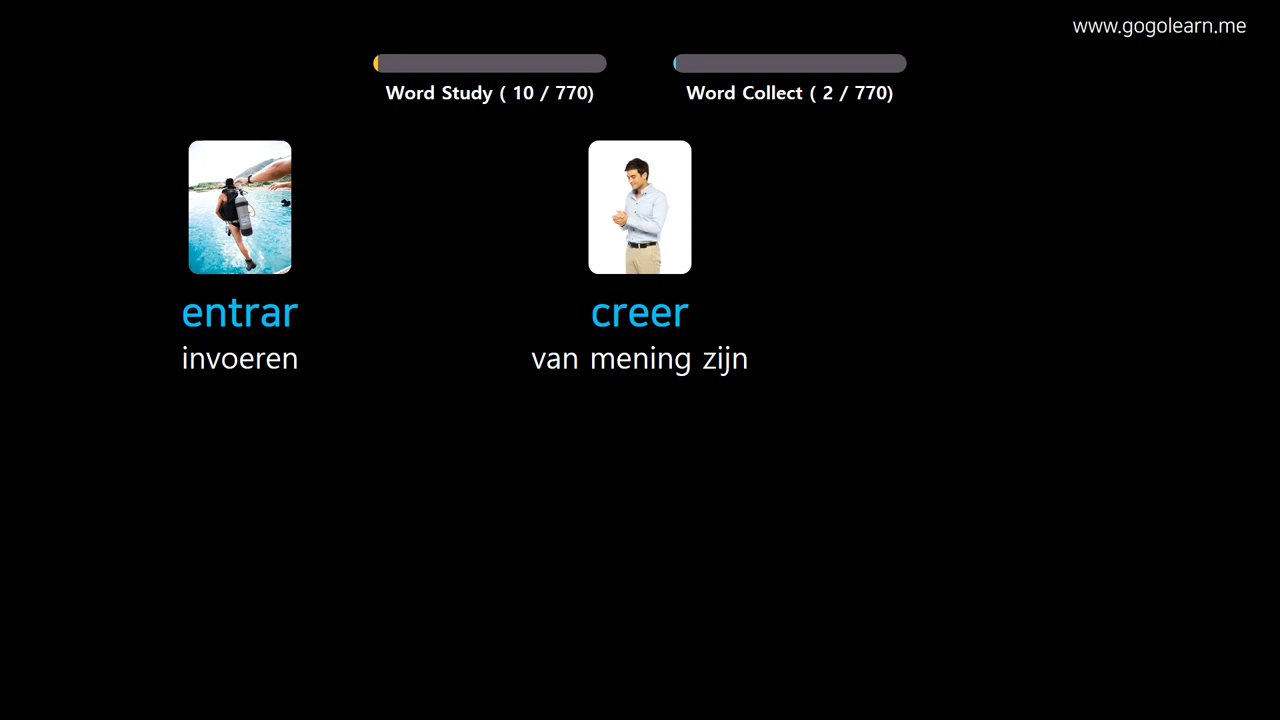 www.gogolearn.me
Word Study ( 10 / 770)
Word Collect ( 2 / 770)
entrar
creer
invoeren
van mening zijn